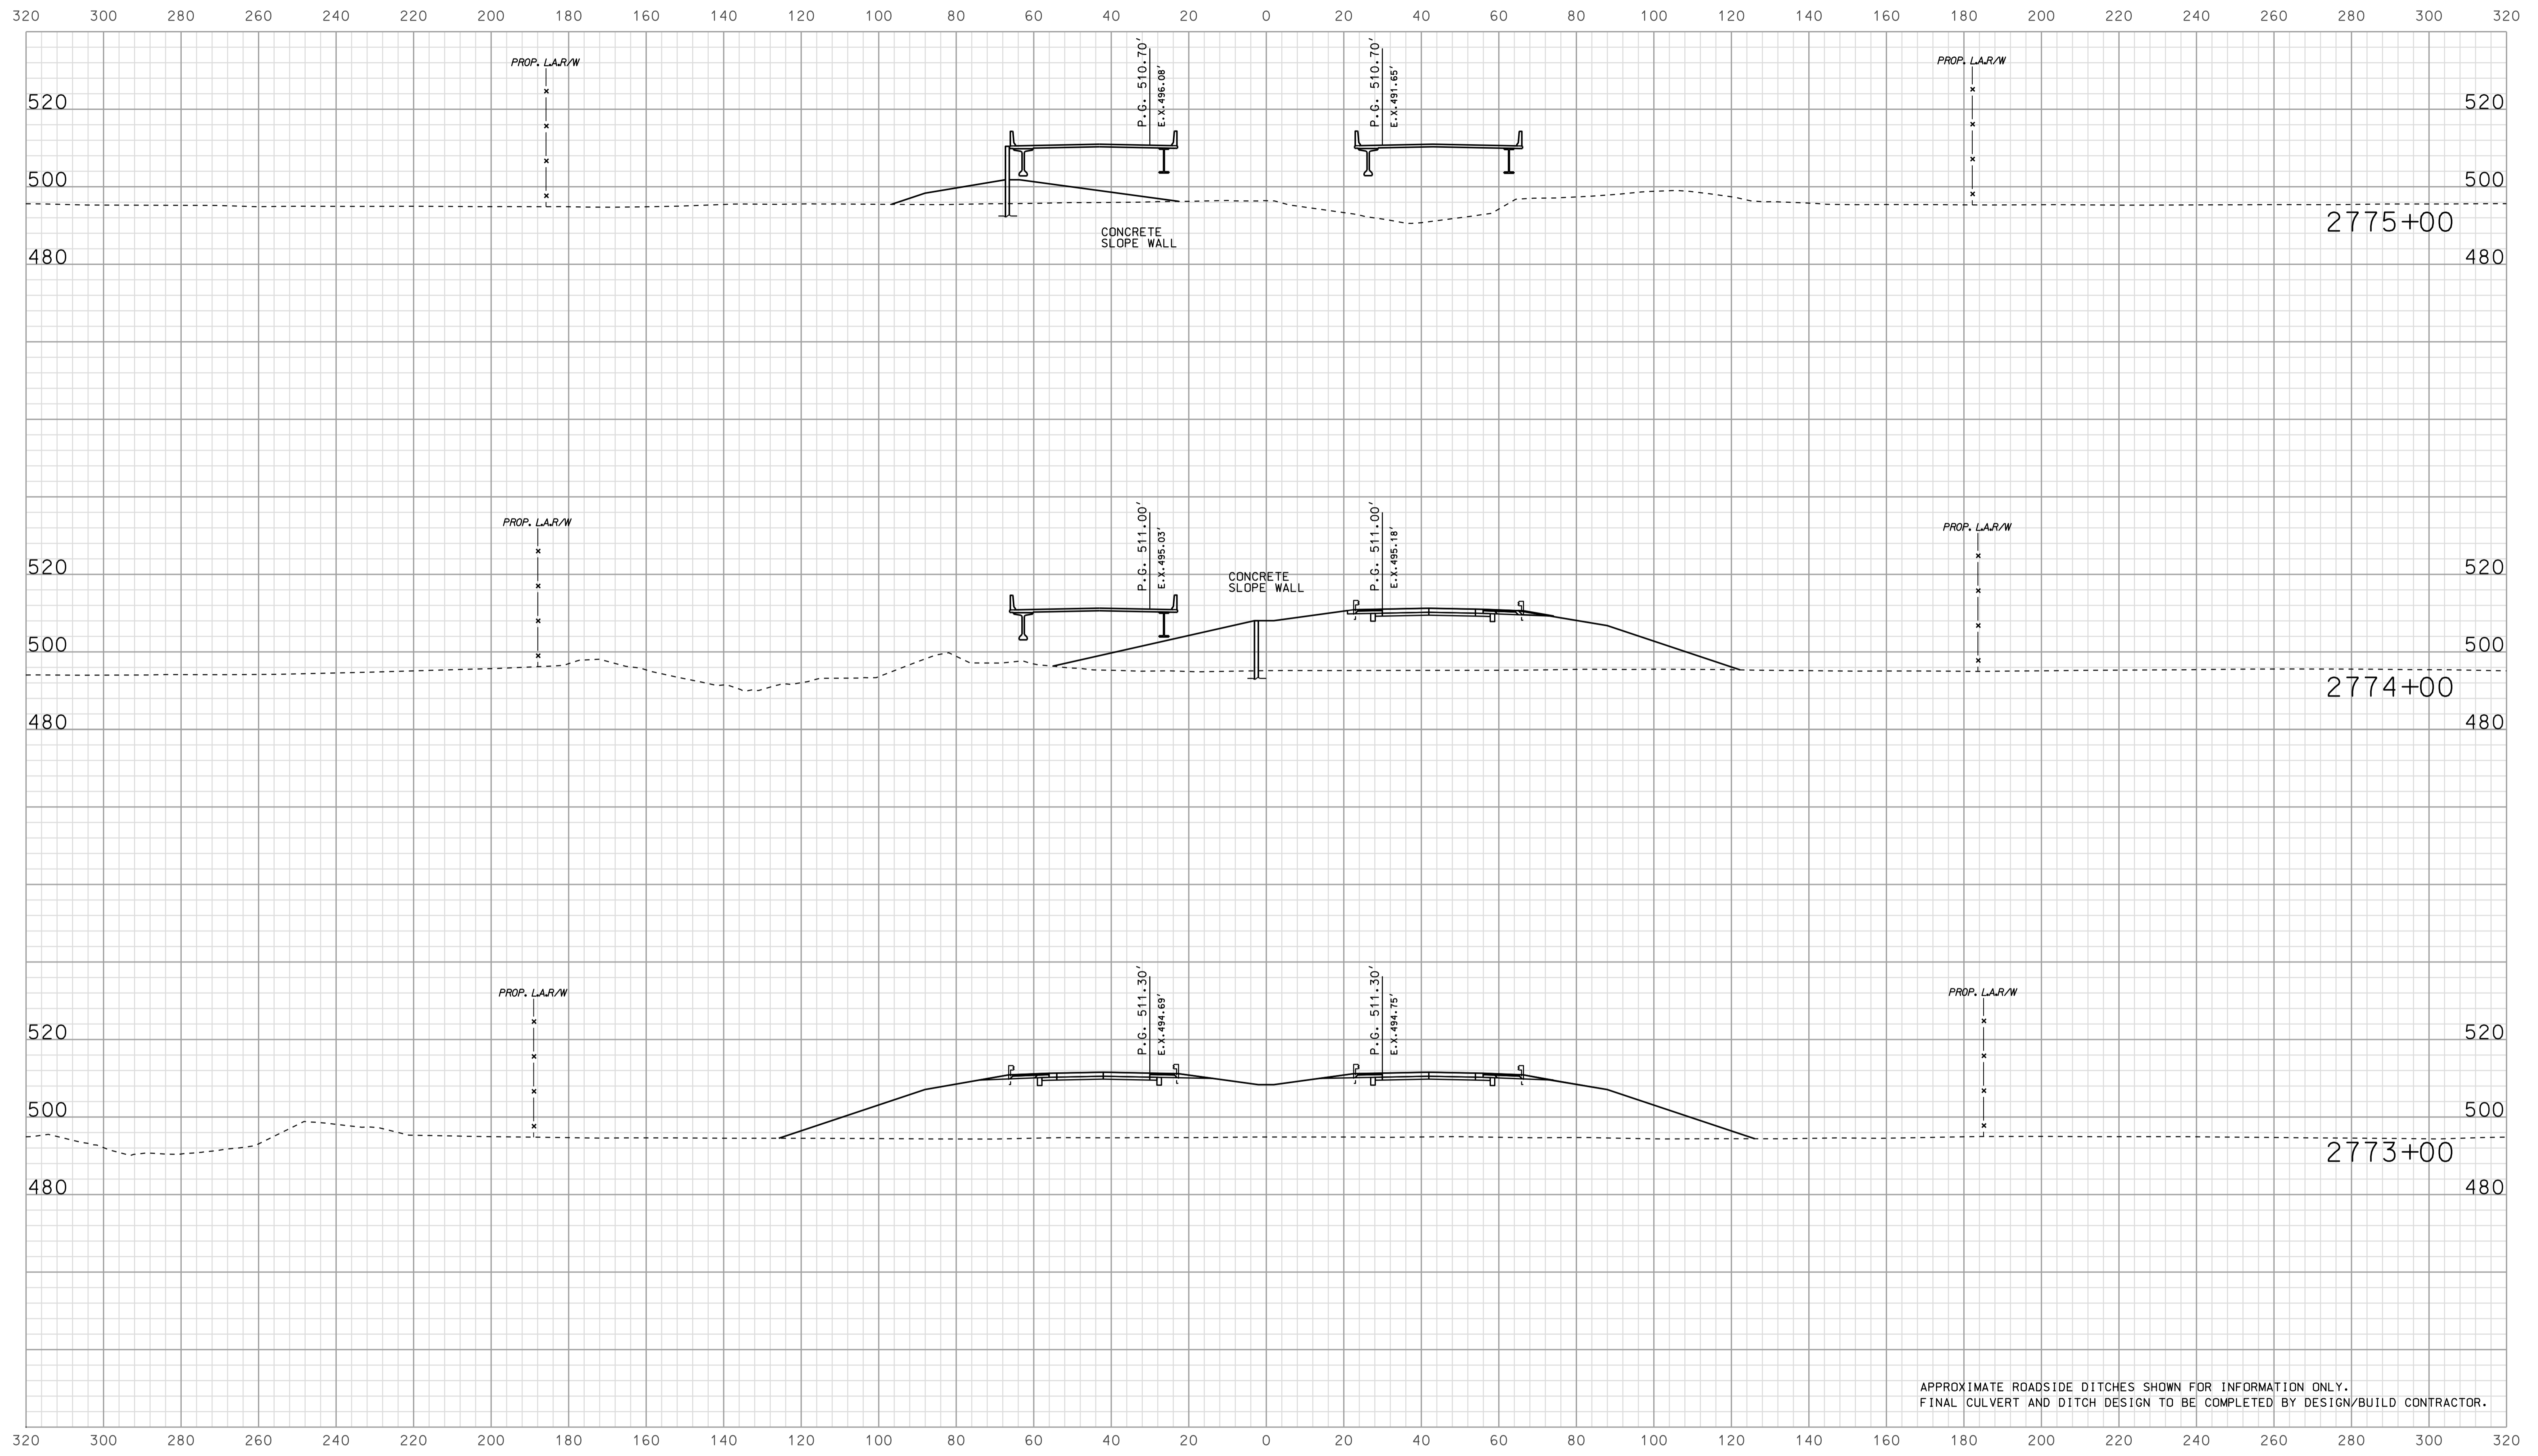 320 300 280 260 240 220 200 180 160 140 120 100 80 60 40 20 0 20 40 60 80 100 120 140 160 180 200 220 240 260 280 300 320
PROP. L.A.R/W
P.G. 510.70'
E.X.496.08'
P.G. 510.70'
E.X.491.65'
PROP. L.A.R/W
520 520
500 500
2775+00
CONCRETE
SLOPE WALL
480 480
PROP. L.A.R/W
P.G. 511.00'
E.X.495.03'
P.G. 511.00'
E.X.495.18'
PROP. L.A.R/W
520 520
CONCRETE
SLOPE WALL
500 500
2774+00
480 480
PROP. L.A.R/W
P.G. 511.30'
E.X.494.69'
P.G. 511.30'
E.X.494.75'
PROP. L.A.R/W
520 520
500 500
2773+00
480 480
APPROXIMATE ROADSIDE DITCHES SHOWN FOR INFORMATION ONLY.
FINAL CULVERT AND DITCH DESIGN TO BE COMPLETED BY DESIGN/BUILD CONTRACTOR.
320 300 280 260 240 220 200 180 160 140 120 100 80 60 40 20 0 20 40 60 80 100 120 140 160 180 200 220 240 260 280 300 320